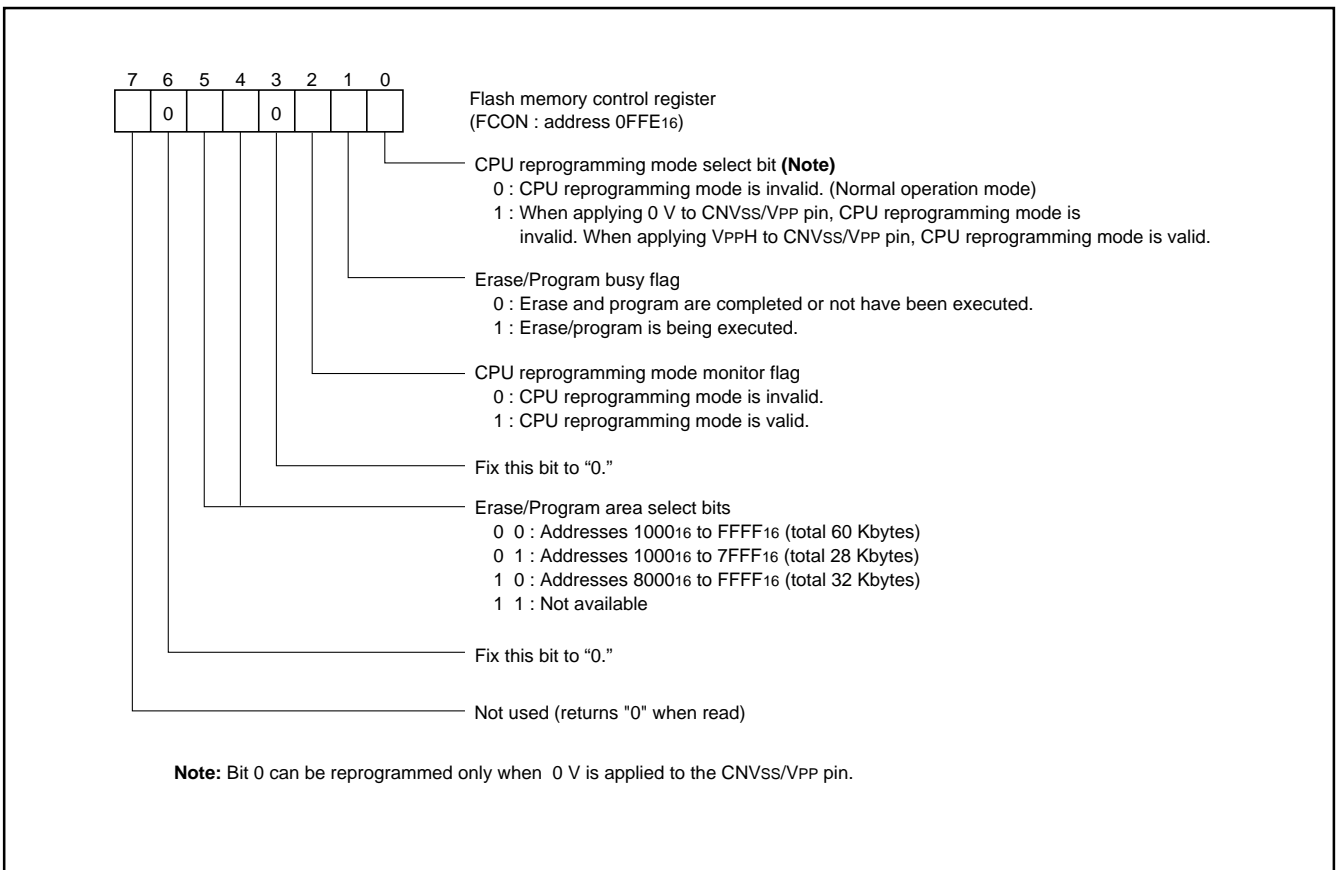 7 6 5 4 3 2 1 0
0 0
Flash memory control register
(FCON : address 0FFE16)
CPU reprogramming mode select bit (Note)
0 : CPU reprogramming mode is invalid. (Normal operation mode)
1 : When applying 0 V to CNVSS/VPP pin, CPU reprogramming mode is
invalid. When applying VPPH to CNVSS/VPP pin, CPU reprogramming mode is valid.
Erase/Program busy flag
0 : Erase and program are completed or not have been executed.
1 : Erase/program is being executed.
CPU reprogramming mode monitor flag
0 : CPU reprogramming mode is invalid.
1 : CPU reprogramming mode is valid.
Fix this bit to “0.”
Erase/Program area select bits
0 0 : Addresses 100016 to FFFF16 (total 60 Kbytes)
0 1 : Addresses 100016 to 7FFF16 (total 28 Kbytes)
1 0 : Addresses 800016 to FFFF16 (total 32 Kbytes)
1 1 : Not available
Fix this bit to “0.”
Not used (returns "0" when read)
Note: Bit 0 can be reprogrammed only when 0 V is applied to the CNVSS/VPP pin.